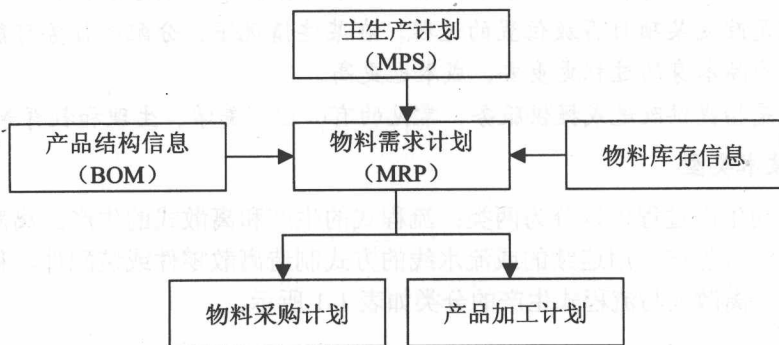 主生产计划
(MPS)
产品结构信息
(BOM)
物料需求计划
(MRP)
物料库存信息
物料采购计划
产品加工计划